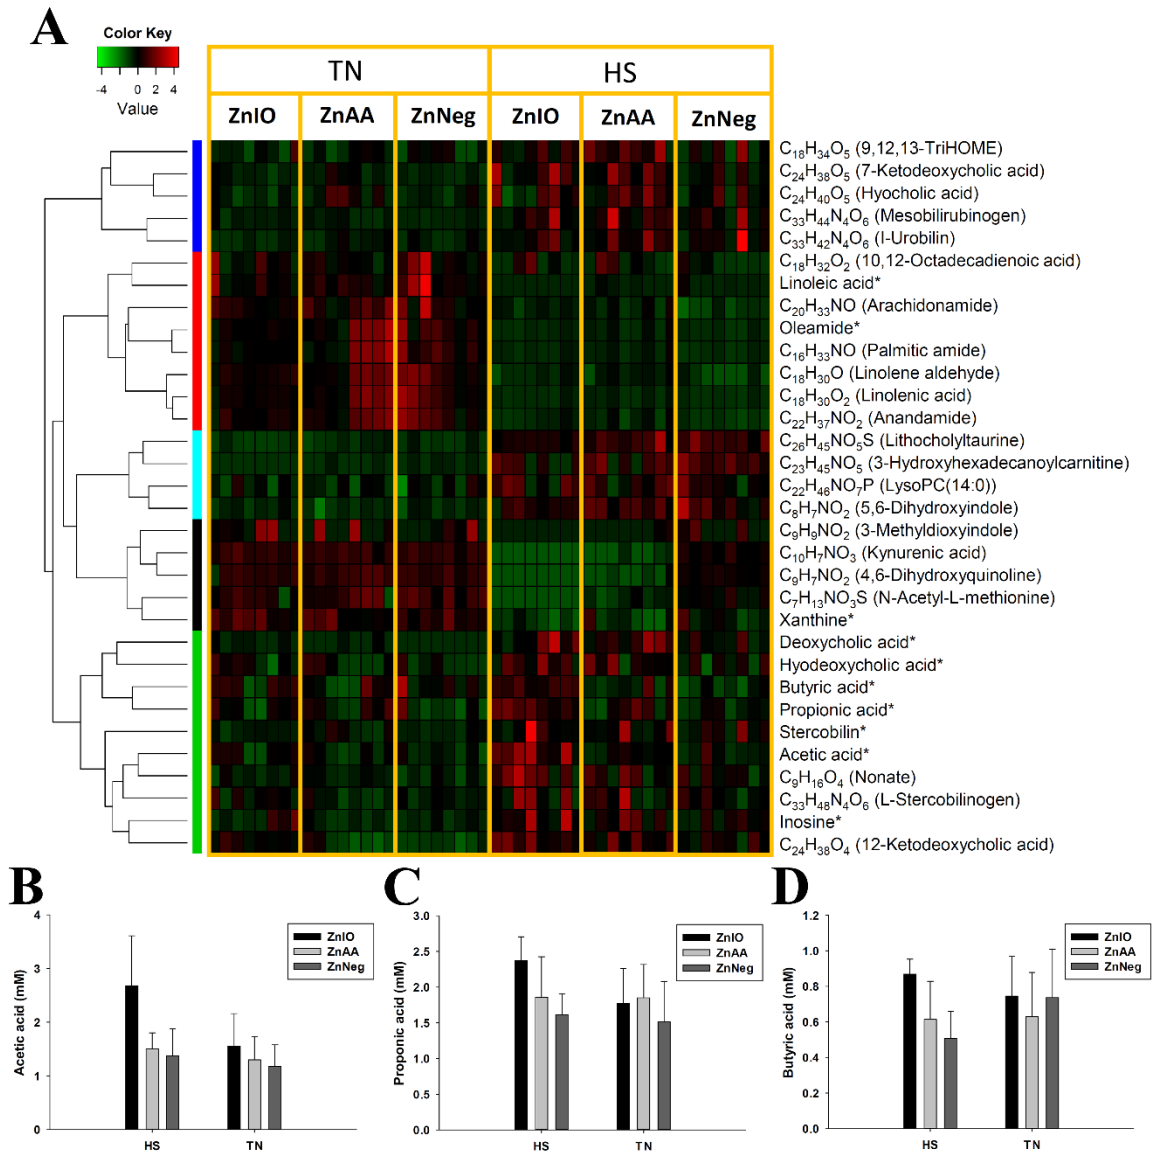 A
Color Key
-4 0 2 4
Value
TN HS
ZnIO ZnAA ZnNeg ZnIO ZnAA ZnNeg
C₁₈H₃₄O₅ (9,12,13-TriHOME)
C₂₄H₃₈O₅ (7-Ketodeoxycholic acid)
C₂₄H₄₀O₅ (Hyocholic acid)
C₃₃H₄₄N₄O₆ (Mesobilirubinogen)
C₃₃H₄₂N₄O₆ (I-Urobilin)
C₁₈H₃₂O₂ (10,12-Octadecadienoic acid)
Linoleic acid*
C₂₀H₃₃NO (Arachidonamide)
Oleamide*
C₁₆H₃₃NO (Palmitic amide)
C₁₈H₃₀O (Linolene aldehyde)
C₁₈H₃₀O₂ (Linolenic acid)
C₂₂H₃₇NO₂ (Anandamide)
C₂₆H₄₅NO₅S (Lithocholyltaurine)
C₂₃H₄₅NO₅ (3-Hydroxyhexadecanoylcarnitine)
C₂₂H₄₆NO₇P (LysoPC(14:0))
C₈H₇NO₂ (5,6-Dihydroxyindole)
C₉H₉NO₂ (3-Methyldioxyindole)
C₁₀H₇NO₃ (Kynurenic acid)
C₉H₇NO₂ (4,6-Dihydroxyquinoline)
C₇H₁₃NO₃S (N-Acetyl-L-methionine)
Xanthine*
Deoxycholic acid*
Hyodeoxycholic acid*
Butyric acid*
Propionic acid*
Stercobilin*
Acetic acid*
C₉H₁₆O₄ (Nonate)
C₃₃H₄₈N₄O₆ (L-Stercobilinogen)
Inosine*
C₂₄H₃₈O₄ (12-Ketodeoxycholic acid)
B
Acetic acid (mM)
4
3
2
1
0
ZnIO
ZnAA
ZnNeg
HS TN
C
Proponic acid (mM)
3.0
2.5
2.0
1.5
1.0
0.5
0.0
ZnIO
ZnAA
ZnNeg
HS TN
D
Butyric acid (mM)
1.2
1.0
0.8
0.6
0.4
0.2
0.0
ZnIO
ZnAA
ZnNeg
HS TN